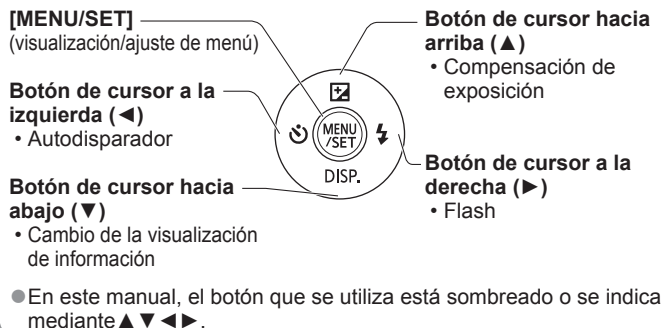 [MENU/SET]
(visualización/ajuste de menú)
Botón de cursor a la
izquierda (◄)
• Autodisparador
Botón de cursor hacia
abajo (▼)
• Cambio de la visualización
de información
MENU
/SET
DISP.
Botón de cursor hacia
arriba (▲)
• Compensación de
exposición
Botón de cursor a la
derecha (►)
• Flash
●En este manual, el botón que se utiliza está sombreado o se indica
mediante▲▼◄►.